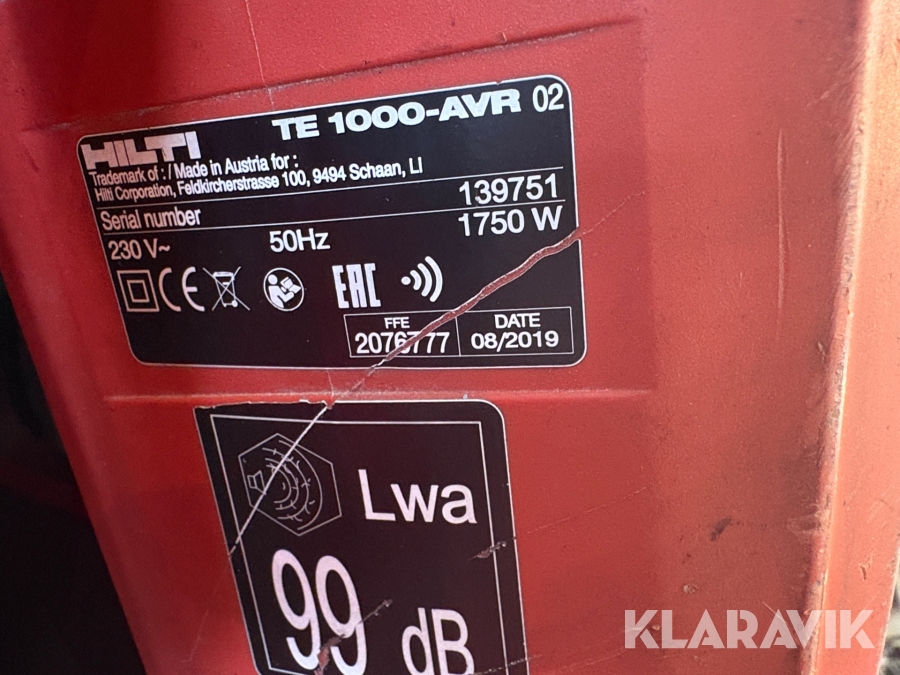 HILTI TE 1000-AVR 02
Trademark of : / Made in Austria for :
Hilti Corporation, Feldkircherstrasse 100, 9494 Schaan, LI
Serial number 139751
230 V~ 50Hz 1750 W
CE EAC
FFE DATE
08/2019
Lwa
99 dB
KLARAVIK